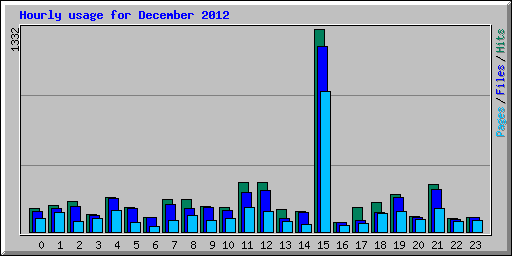 Hourly usage for December 2012
1332
Pages/Files/Hits
0 1 2 3 4 5 6 7 8 9 10 11 12 13 14 15 16 17 18 19 20 21 22 23